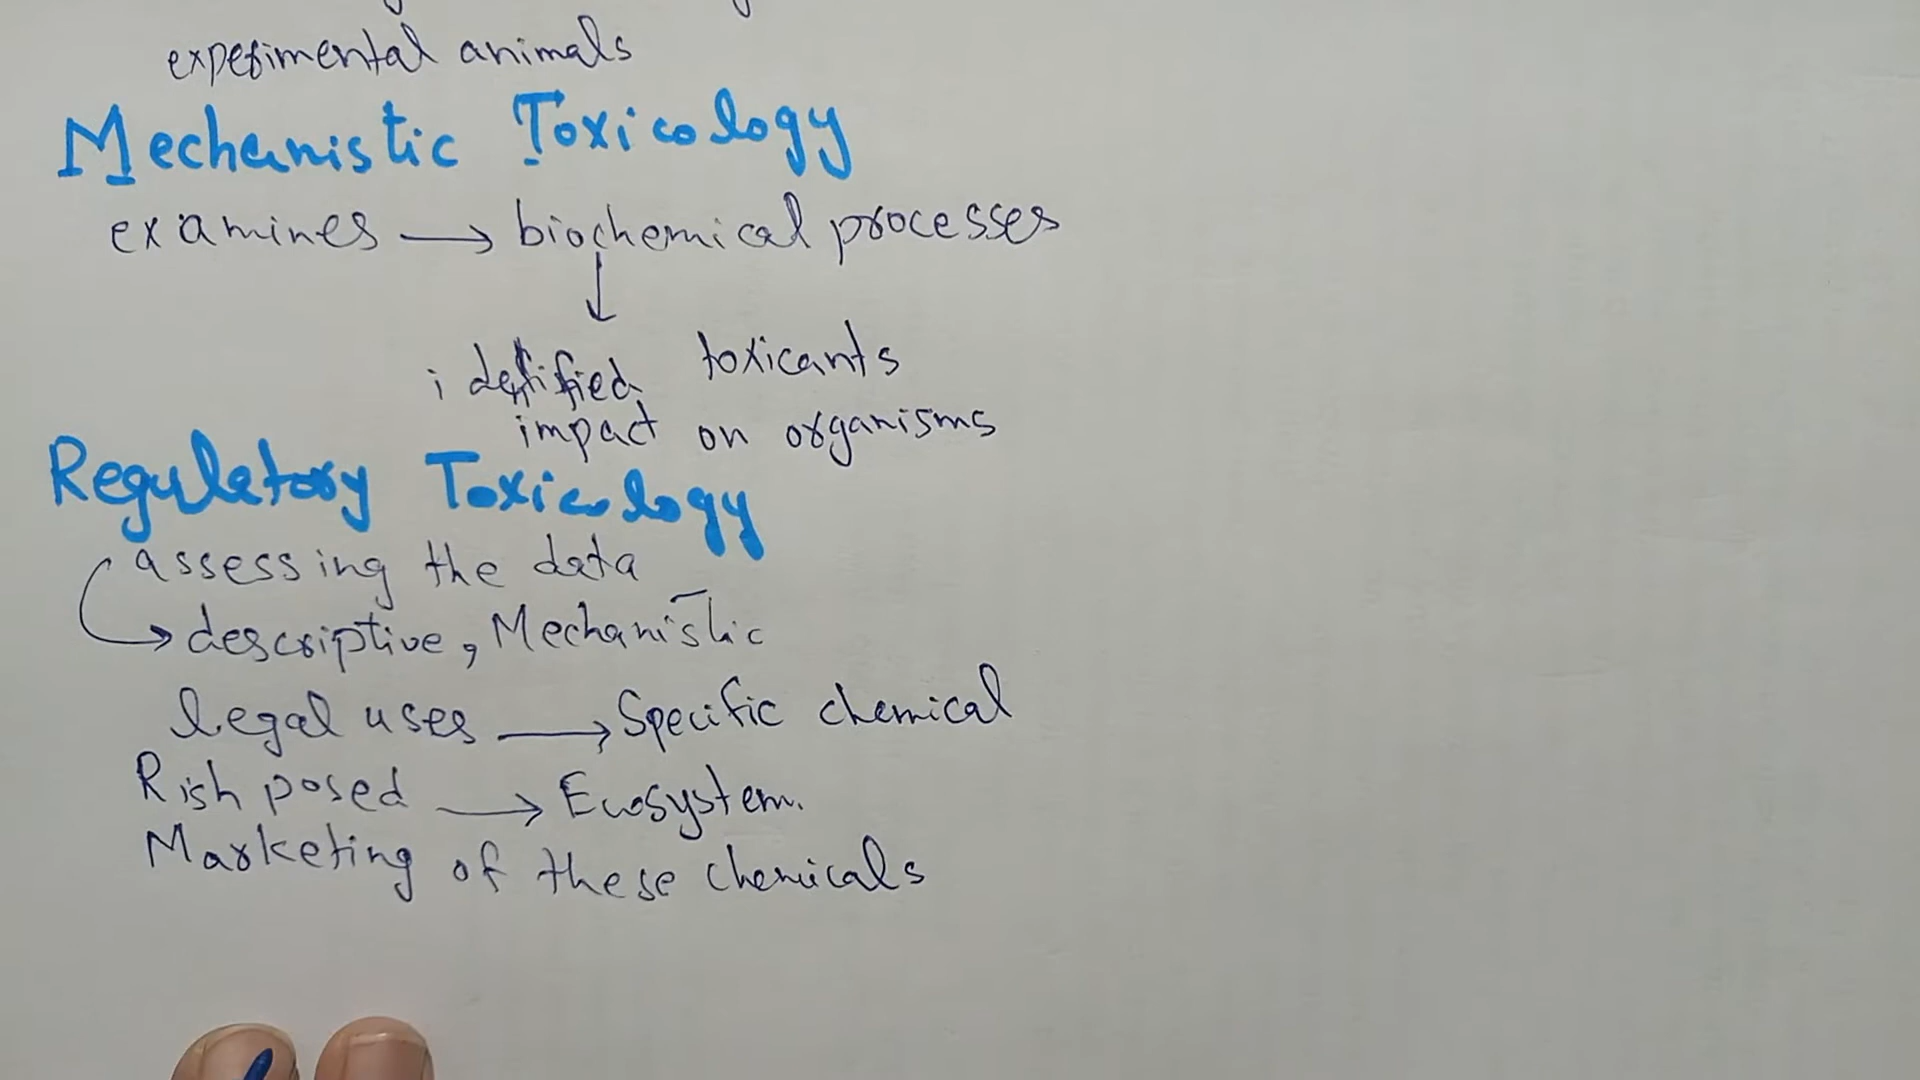 experimental animals
Mechanistic Toxicology
examines → biochemical processes
↓
identified toxicants
impact on organisms
Regulatory Toxicology
assessing the data
→ descriptive, Mechanistic
legal uses → Specific chemical
Rish posed → Ecosystem.
Marketing of these chemicals